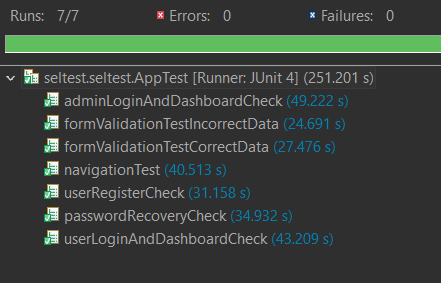 Runs: 7/7 Errors: 0 Failures: 0
seltest.seltest.AppTest [Runner: JUnit 4] (251.201 s)
adminLoginAndDashboardCheck (49.222 s)
formValidationTestIncorrectData (24.691 s)
formValidationTestCorrectData (27.476 s)
navigationTest (40.513 s)
userRegisterCheck (31.158 s)
passwordRecoveryCheck (34.932 s)
userLoginAndDashboardCheck (43.209 s)